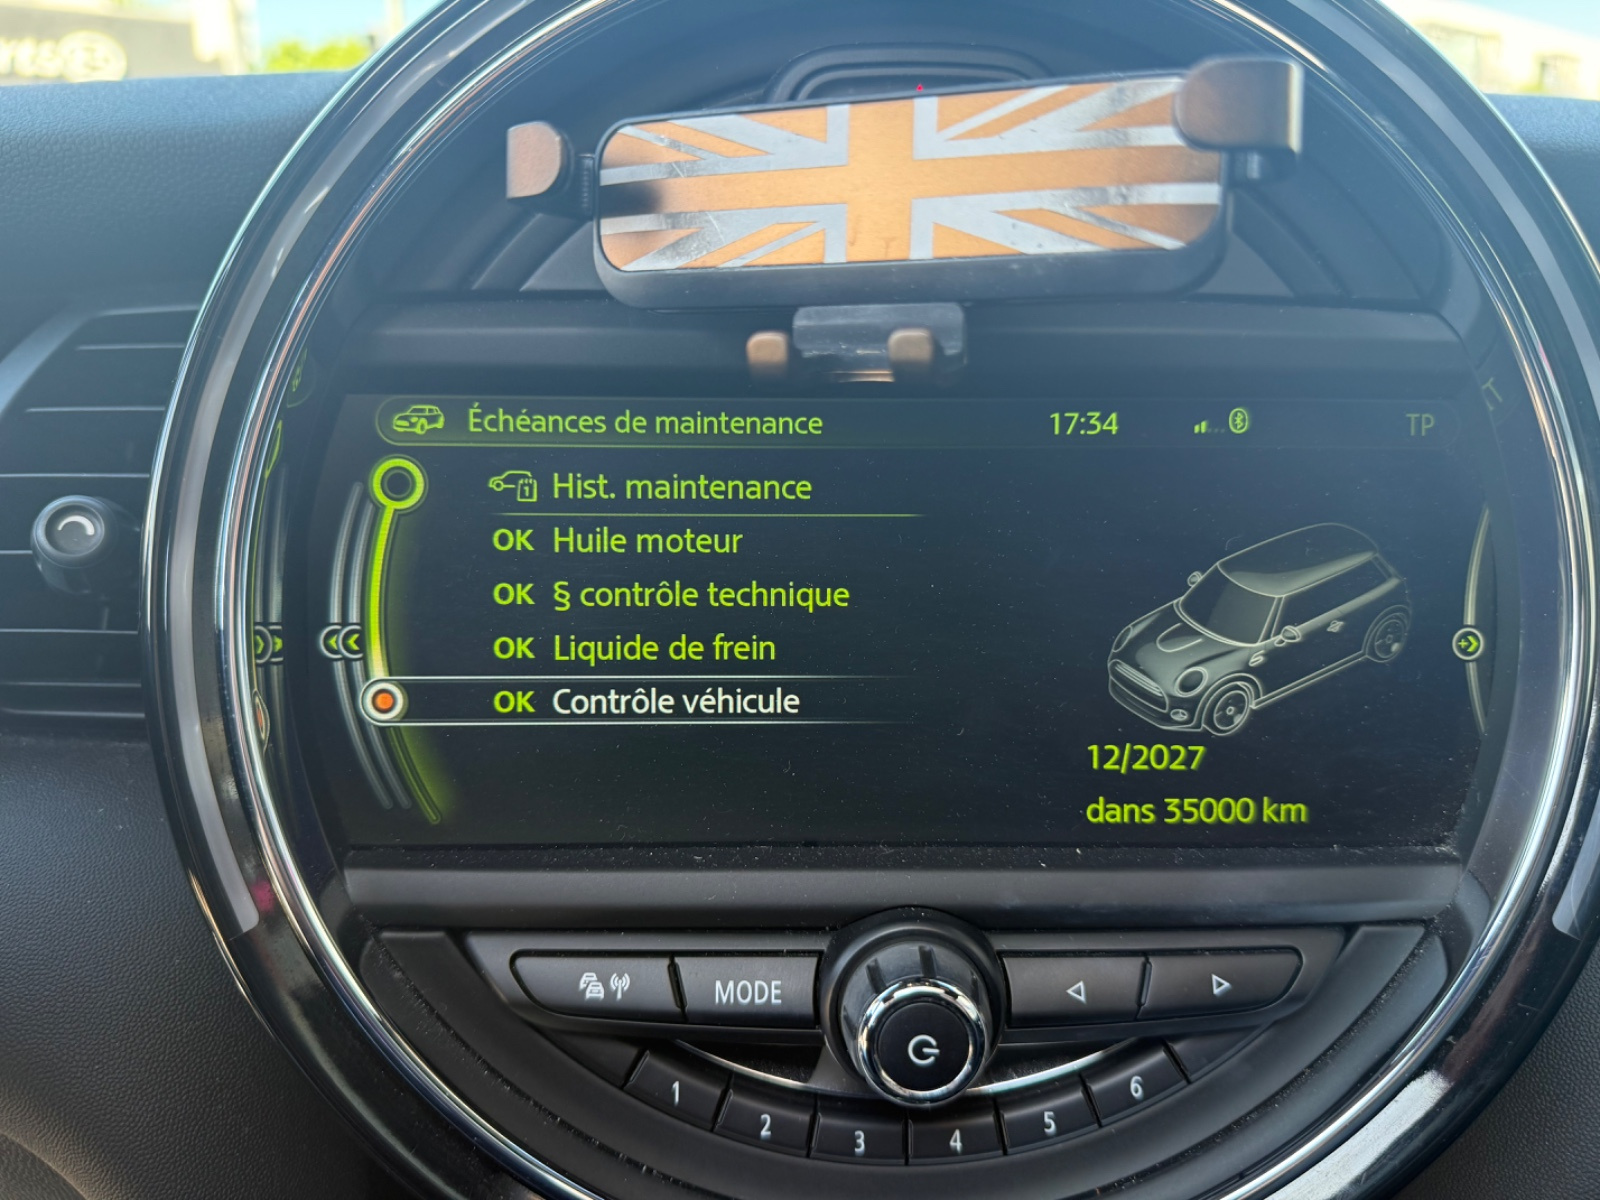 Échéances de maintenance 17:34 TP
Hist. maintenance
OK Huile moteur
OK § contrôle technique
OK Liquide de frein
OK Contrôle véhicule
12/2027
dans 35000 km
MODE
1 2 3 4 5 6